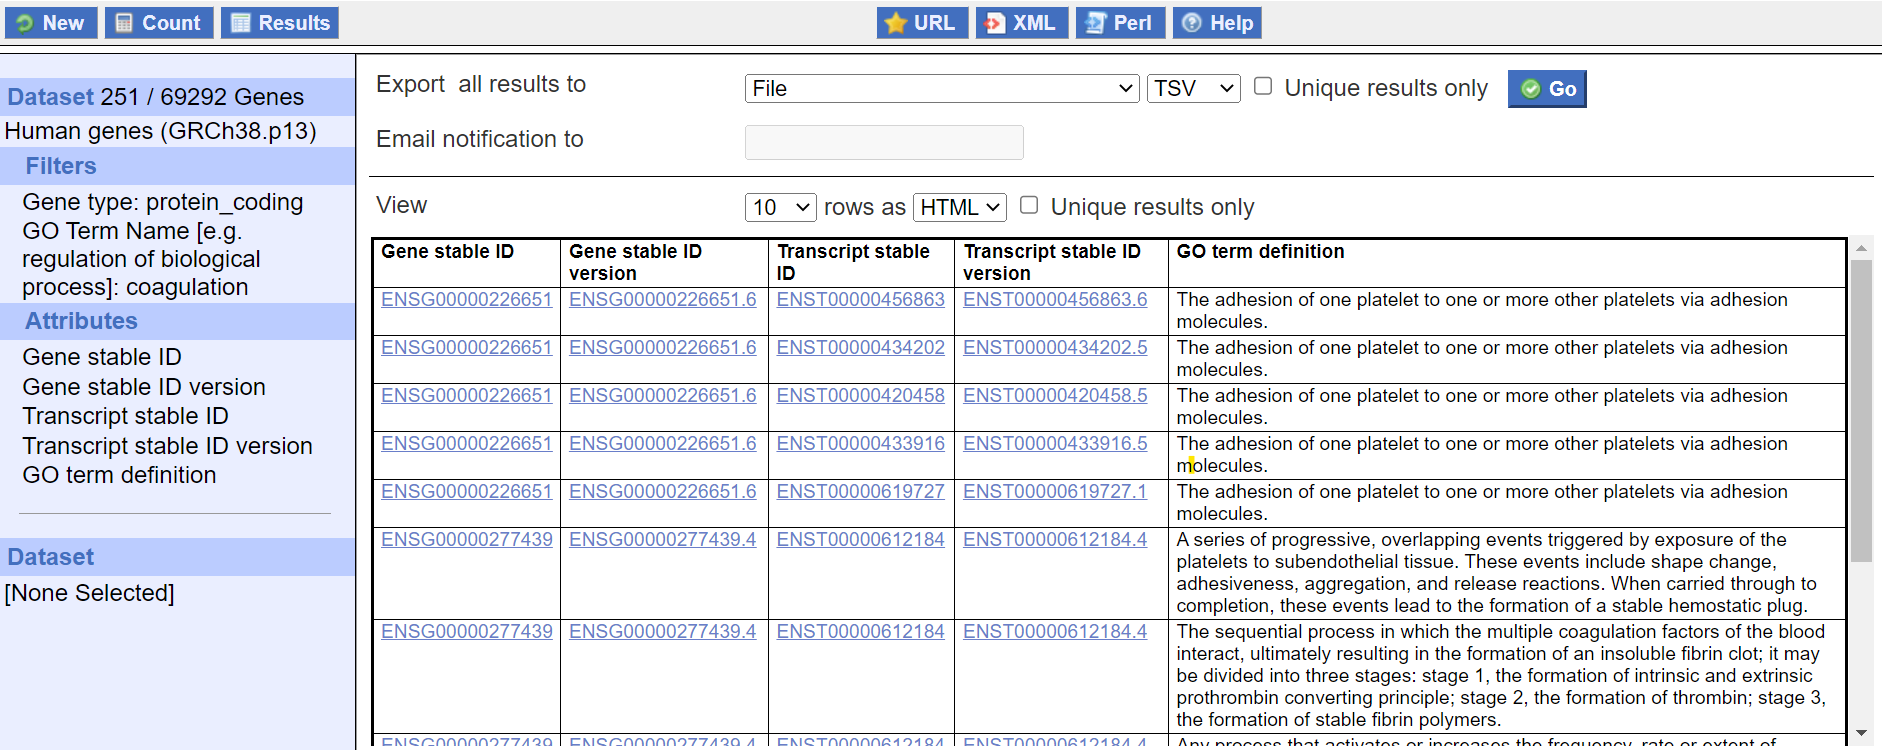 New Count Results URL XML Perl Help
Dataset 251 / 69292 Genes
Human genes (GRCh38.p13)
Filters
Gene type: protein_coding
GO Term Name [e.g.
regulation of biological
process]: coagulation
Attributes
Gene stable ID
Gene stable ID version
Transcript stable ID
Transcript stable ID version
GO term definition
Dataset
[None Selected]
Export all results to File TSV Unique results only Go
Email notification to
View 10 rows as HTML Unique results only
Gene stable ID Gene stable ID Transcript stable Transcript stable ID GO term definition
version ID version
ENSG00000226651 ENSG00000226651.6 ENST00000456863 ENST00000456863.6 The adhesion of one platelet to one or more other platelets via adhesion
molecules.
ENSG00000226651 ENSG00000226651.6 ENST00000434202 ENST00000434202.5 The adhesion of one platelet to one or more other platelets via adhesion
molecules.
ENSG00000226651 ENSG00000226651.6 ENST00000420458 ENST00000420458.5 The adhesion of one platelet to one or more other platelets via adhesion
molecules.
ENSG00000226651 ENSG00000226651.6 ENST00000433916 ENST00000433916.5 The adhesion of one platelet to one or more other platelets via adhesion
molecules.
ENSG00000226651 ENSG00000226651.6 ENST00000619727 ENST00000619727.1 The adhesion of one platelet to one or more other platelets via adhesion
molecules.
ENSG00000277439 ENSG00000277439.4 ENST00000612184 ENST00000612184.4 A series of progressive, overlapping events triggered by exposure of the
platelets to subendothelial tissue. These events include shape change,
adhesiveness, aggregation, and release reactions. When carried through to
completion, these events lead to the formation of a stable hemostatic plug.
ENSG00000277439 ENSG00000277439.4 ENST00000612184 ENST00000612184.4 The sequential process in which the multiple coagulation factors of the blood
interact, ultimately resulting in the formation of an insoluble fibrin clot; it may
be divided into three stages: stage 1, the formation of intrinsic and extrinsic
prothrombin converting principle; stage 2, the formation of thrombin; stage 3,
the formation of stable fibrin polymers.
ENSG00000277439 ENSG00000277439.4 ENST00000612184 ENST00000612184.4 Any process that activates or increases the frequency, rate or extent of